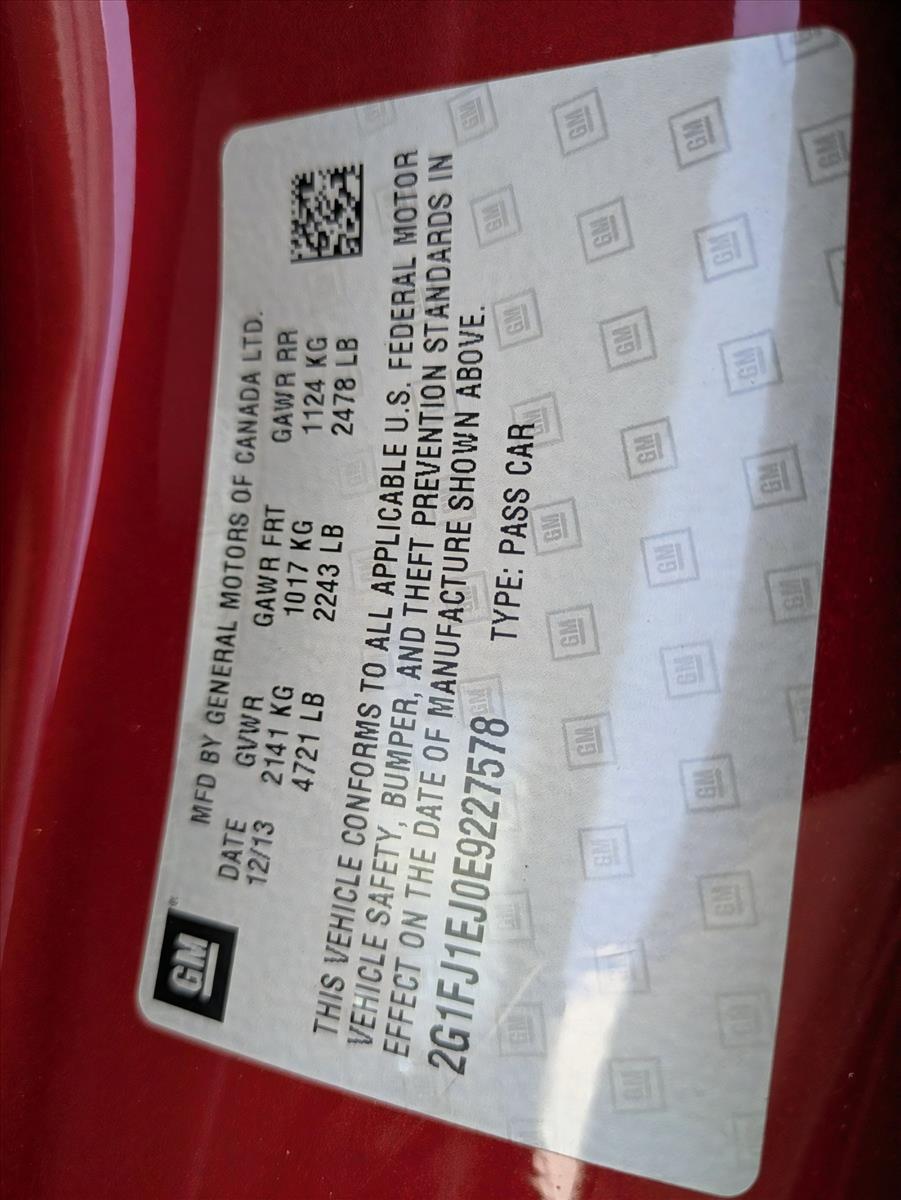 GM®
MFD BY GENERAL MOTORS OF CANADA LTD.
DATE GVWR GAWR FRT GAWR RR
12/13 2141 KG 1017 KG 1124 KG
4721 LB 2243 LB 2478 LB
THIS VEHICLE CONFORMS TO ALL APPLICABLE U.S. FEDERAL MOTOR
VEHICLE SAFETY, BUMPER, AND THEFT PREVENTION STANDARDS IN
EFFECT ON THE DATE OF MANUFACTURE SHOWN ABOVE.
2G1FJ1EJ0E9227578 TYPE: PASS CAR